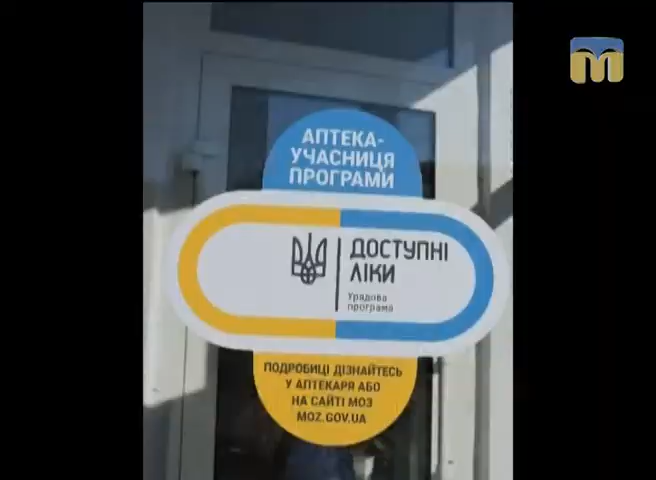 АПТЕКА-
УЧАСНИЦЯ
ПРОГРАМИ
ДОСТУПНІ
ЛІКИ
Урядова
програма
ПОДРОБИЦІ ДІЗНАЙТЕСЬ
У АПТЕКАРЯ АБО
НА САЙТІ МОЗ
MOZ.GOV.UA